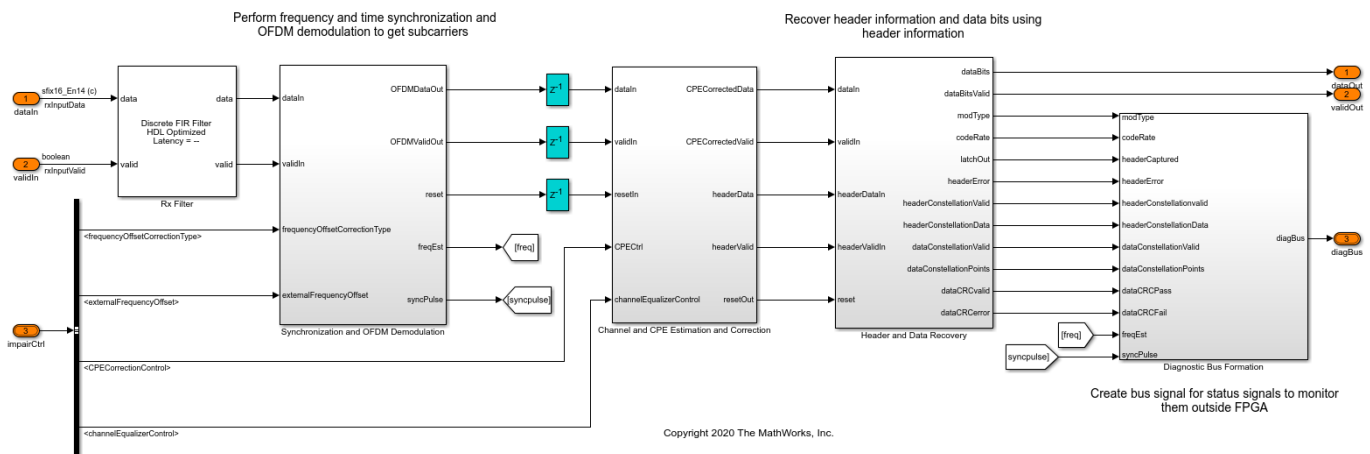 Perform frequency and time synchronization and
OFDM demodulation to get subcarriers
Recover header information and data bits using
header information
1
dataIn
sfix16_En14 (c)
rxInputData
2
validIn
boolean
rxInputValid
data
valid
Discrete FIR Filter
HDL Optimized
Latency = --
data
valid
Rx Filter
3
impairCtrl
<frequencyOffsetCorrectionType>
<externalFrequencyOffset>
<CPECorrectionControl>
<channelEqualizerControl>
dataIn
validIn
frequencyOffsetCorrectionType
externalFrequencyOffset
OFDMDataOut
OFDMValidOut
reset
freqEst
syncPulse
Synchronization and OFDM Demodulation
[freq]
[syncpulse]
z-1
z-1
z-1
dataIn
validIn
resetIn
CPECtrl
channelEqualizerControl
CPECorrectedData
CPECorrectedValid
headerData
headerValid
resetOut
Channel and CPE Estimation and Correction
dataIn
validIn
headerDataIn
headerValidIn
reset
dataBits
dataBitsValid
modType
codeRate
latchOut
headerError
headerConstellationValid
headerConstellationData
dataConstellationValid
dataConstellationPoints
dataCRCvalid
dataCRCerror
Header and Data Recovery
[freq]
syncpulse]
modType
codeRate
headerCaptured
headerError
headerConstellationvalid
headerConstellationData
dataConstellationValid
dataConstellationPoints
dataCRCPass
dataCRCFail
freqEst
syncPulse
diagBus
Diagnostic Bus Formation
1
dataOut
2
validOut
3
diagBus
Create bus signal for status signals to monitor
them outside FPGA
Copyright 2020 The MathWorks, Inc.